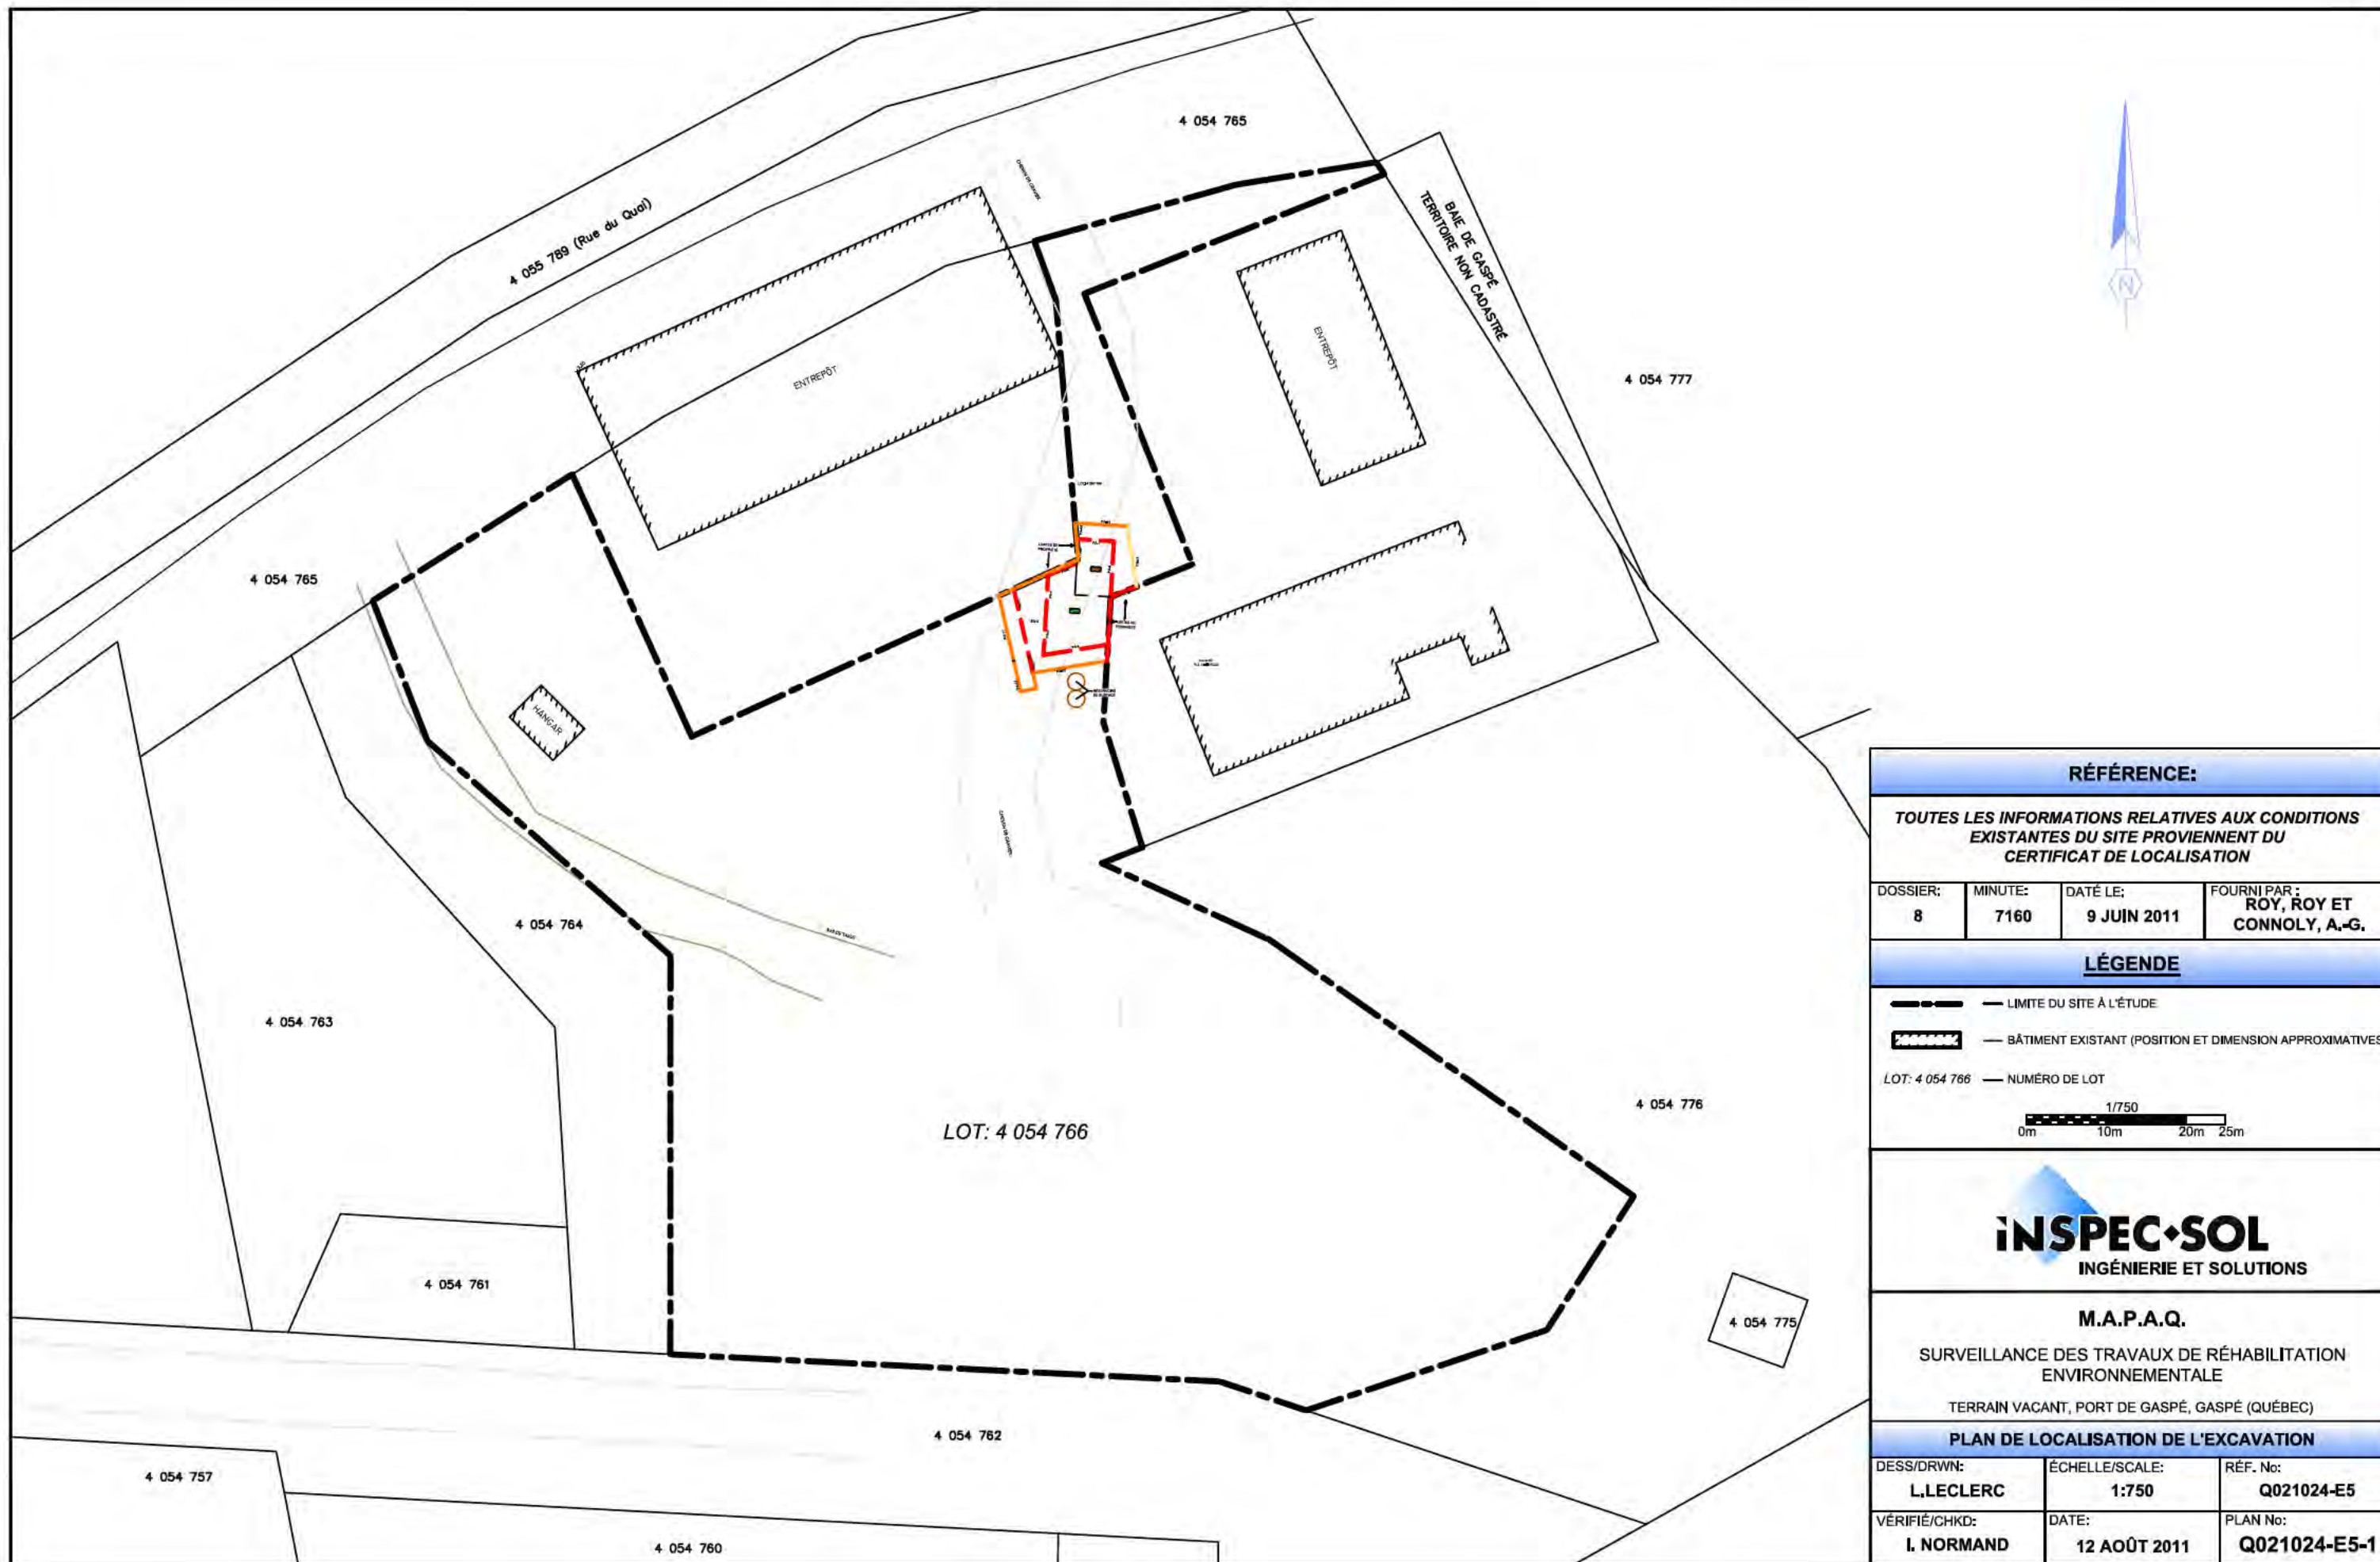 4 054 765
4 055 789 (Rue du Quai)
BAIE DE GASPÉ
TERRITOIRE NON CADASTRÉ
N
ENTREPÔT
ENTREPÔT
4 054 777
4 054 765
HANGAR
4 054 764
4 054 763
4 054 776
LOT: 4 054 766
4 054 761
4 054 775
4 054 762
4 054 757
4 054 760
RÉFÉRENCE:
TOUTES LES INFORMATIONS RELATIVES AUX CONDITIONS
EXISTANTES DU SITE PROVIENNENT DU
CERTIFICAT DE LOCALISATION
DOSSIER:
8
MINUTE:
7160
DATÉ LE:
9 JUIN 2011
FOURNI PAR :
ROY, ROY ET
CONNOLY, A.-G.
LÉGENDE
LIMITE DU SITE À L'ÉTUDE
BÂTIMENT EXISTANT (POSITION ET DIMENSION APPROXIMATIVES
LOT: 4 054 766
NUMÉRO DE LOT
1/750
0m 10m 20m 25m
INSPEC•SOL
INGÉNIERIE ET SOLUTIONS
M.A.P.A.Q.
SURVEILLANCE DES TRAVAUX DE RÉHABILITATION
ENVIRONNEMENTALE
TERRAIN VACANT, PORT DE GASPÉ, GASPÉ (QUÉBEC)
PLAN DE LOCALISATION DE L'EXCAVATION
DESS/DRWN:
L.LECLERC
ÉCHELLE/SCALE:
1:750
RÉF. No:
Q021024-E5
VÉRIFIÉ/CHKD:
I. NORMAND
DATE:
12 AOÛT 2011
PLAN No:
Q021024-E5-1